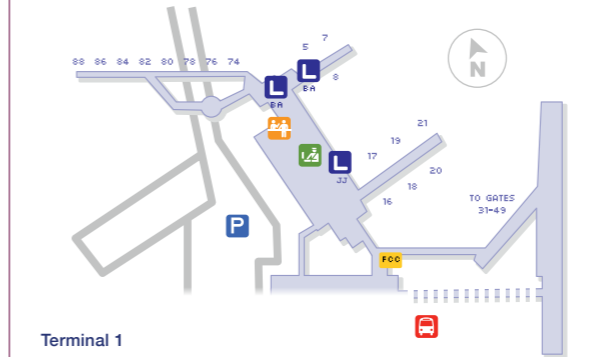 7
5
88 86 84 82 80 78 76 74
8
L
BA
L
BA
N
21
19
17
L
JJ
20
18
16
TO GATES
31-49
P
FCC
Terminal 1